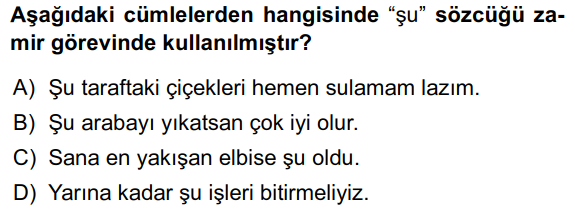 Aşağıdaki cümlelerden hangisinde “şu” sözcüğü za-
mir görevinde kullanılmıştır?
A) Şu taraftaki çiçekleri hemen sulamam lazım.
B) Şu arabayı yıkatsan çok iyi olur.
C) Sana en yakışan elbise şu oldu.
D) Yarına kadar şu işleri bitirmeliyiz.